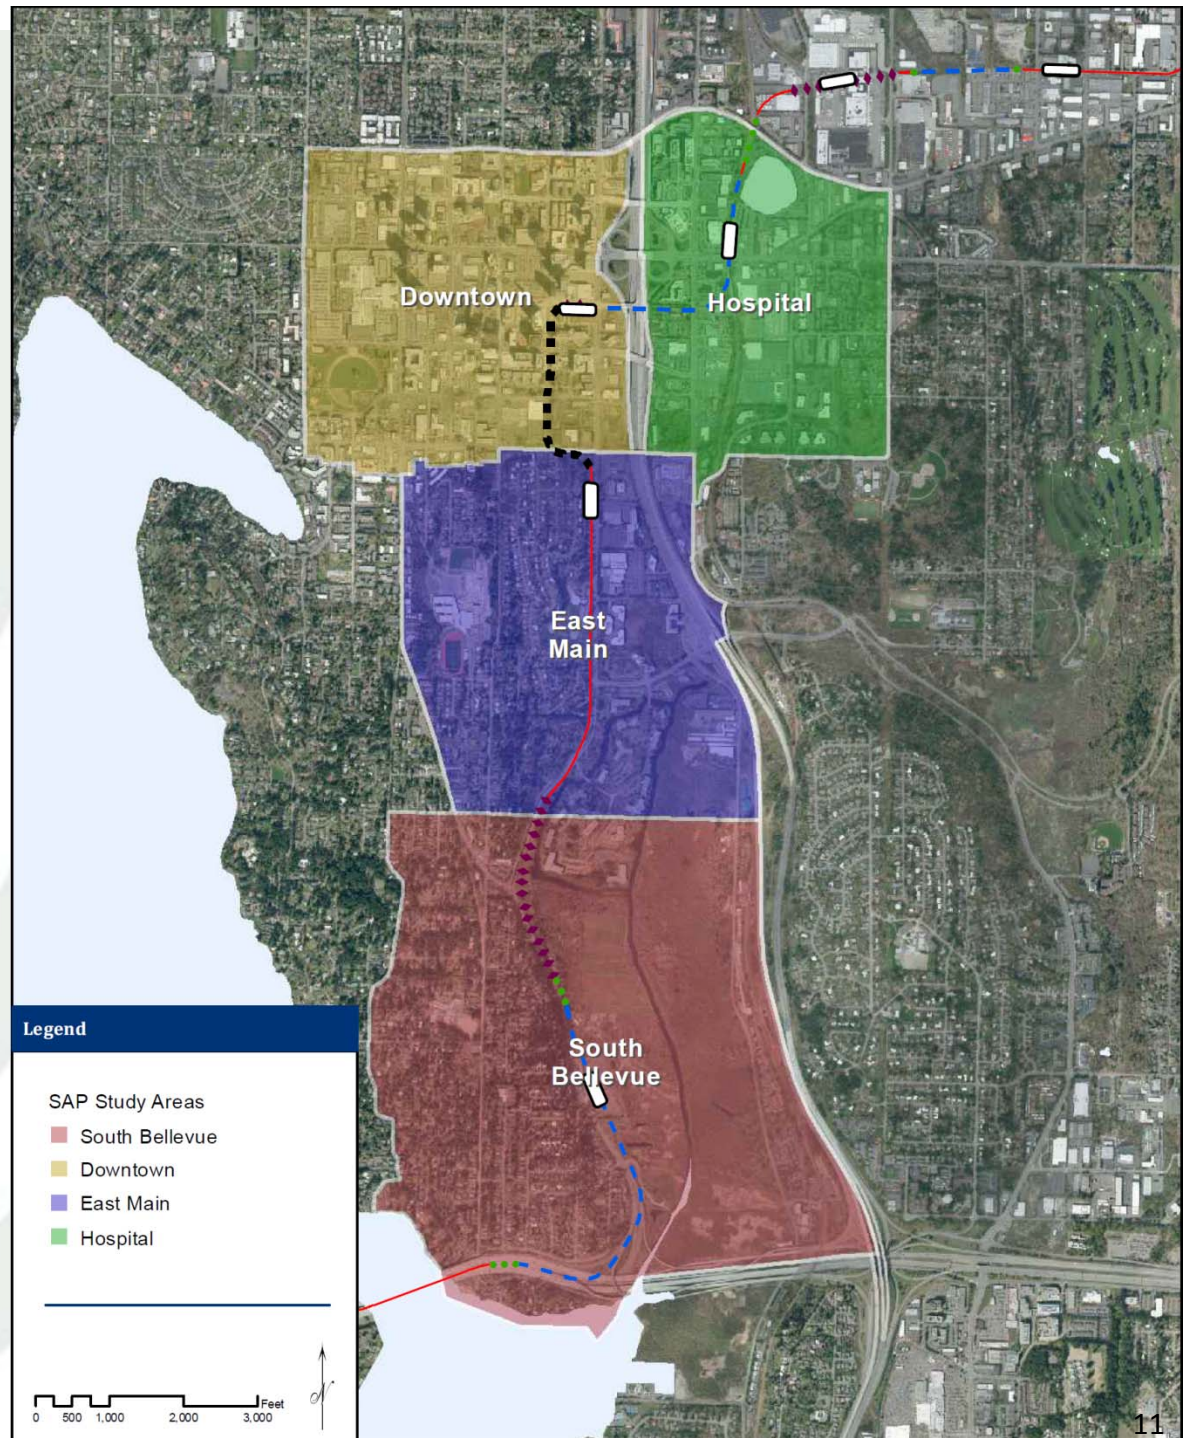 Downtown
Hospital
East
Main
South
Bellevue
Legend
SAP Study Areas
South Bellevue
Downtown
East Main
Hospital
Feet
0 500 1,000 2,000 3,000
N
11